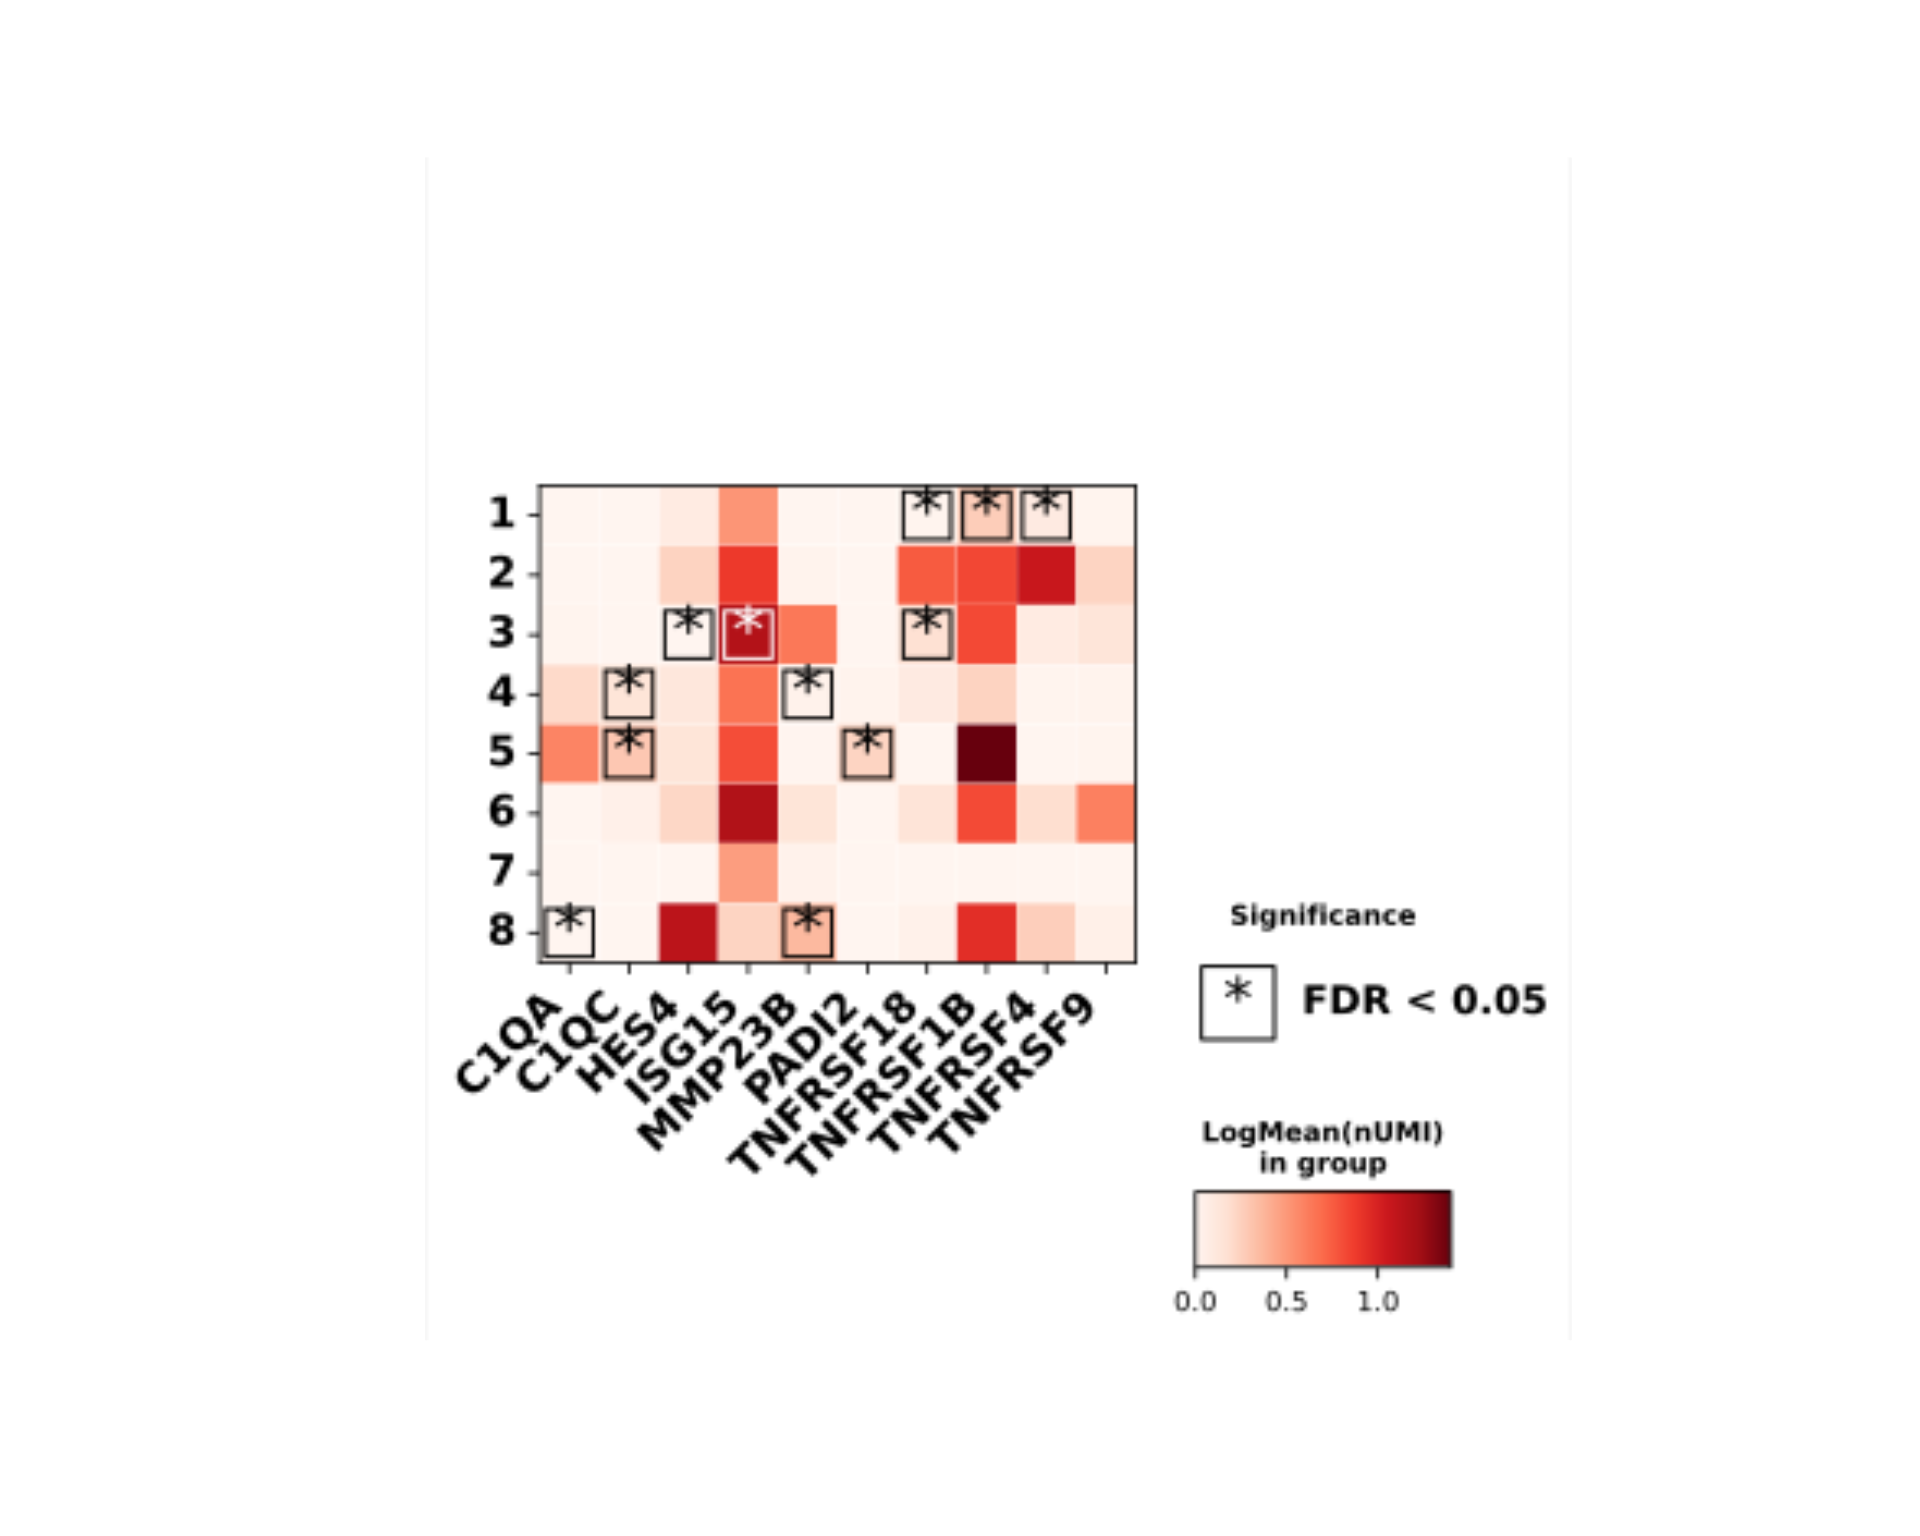 1
2
3
4
5
6
7
8
* * *
* * *
* *
* *
* *
C1QA
C1QC
HES4
ISG15
MMP23B
PADI2
TNFRSF18
TNFRSF1B
TNFRSF4
TNFRSF9
Significance
* FDR < 0.05
LogMean(nUMI)
in group
0.0 0.5 1.0